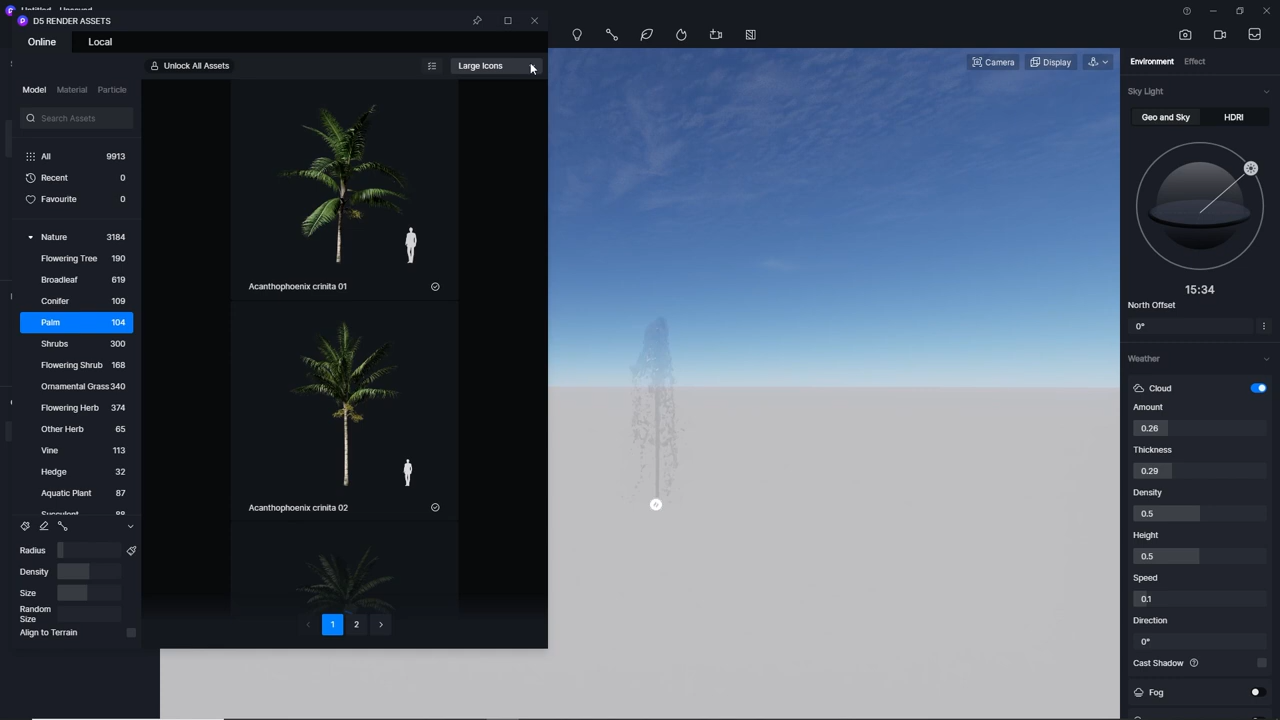 Untitled - Unsaved
D5 RENDER ASSETS
Online Local
Unlock All Assets
Large Icons
Model Material Particle
Search Assets
All 9913
Recent 0
Favourite 0
Nature 3184
Flowering Tree 190
Broadleaf 619
Conifer 109
Palm 104
Shrubs 300
Flowering Shrub 168
Ornamental Grass 340
Flowering Herb 374
Other Herb 65
Vine 113
Hedge 32
Aquatic Plant 87
Succulent 88
Radius
Density
Size
Random
Size
Align to Terrain
Acanthophoenix crinita 01
Acanthophoenix crinita 02
1 2
Camera Display
Environment Effect
Sky Light
Geo and Sky HDRI
15:34
North Offset
0°
Weather
Cloud
Amount
0.26
Thickness
0.29
Density
0.5
Height
0.5
Speed
0.1
Direction
0°
Cast Shadow
Fog